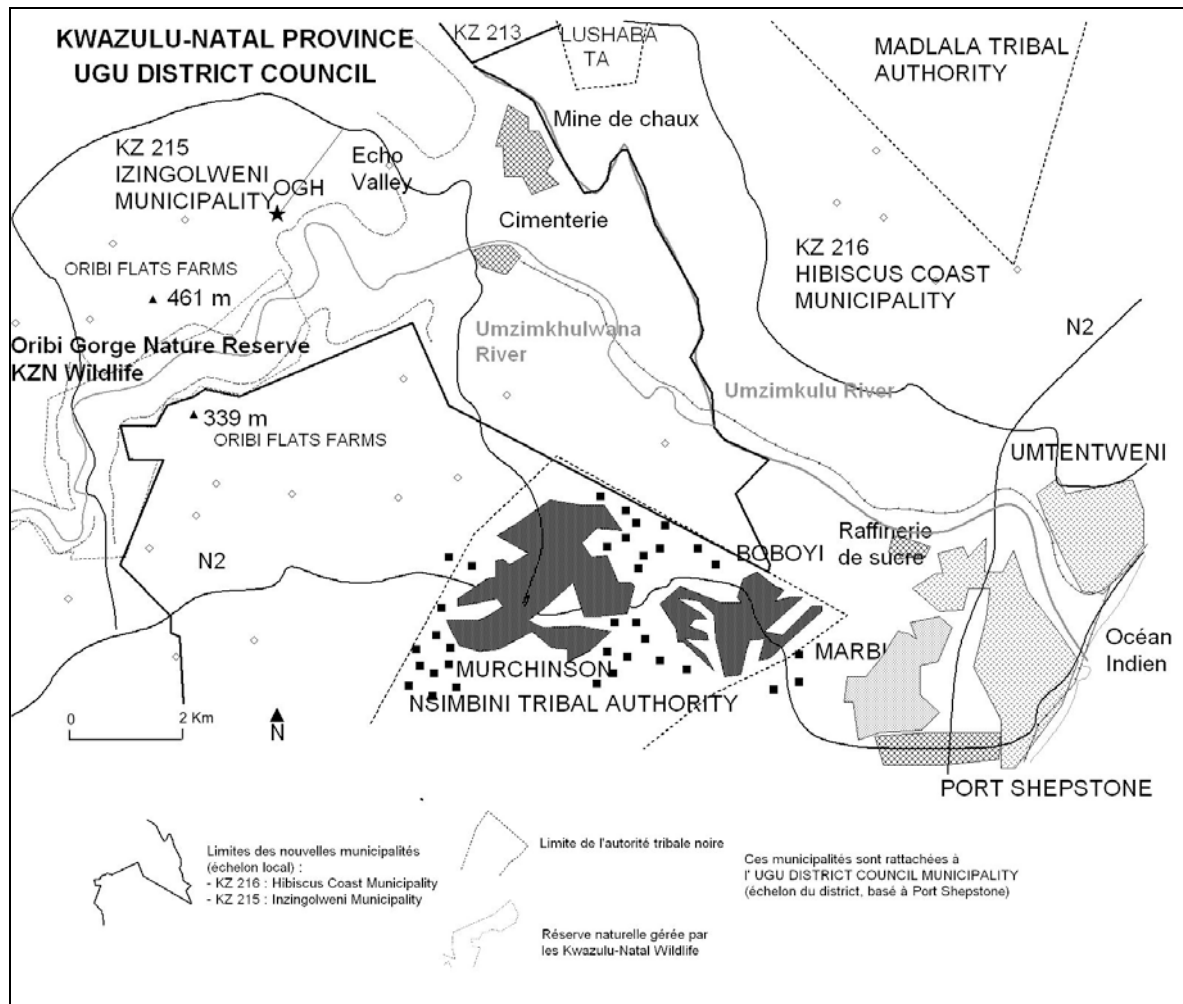 KWAZULU-NATAL PROVINCE
UGU DISTRICT COUNCIL
KZ 213
LUSHABA
TA
MADLALA TRIBAL
AUTHORITY
Mine de chaux
KZ 215
IZINGOLWENI
MUNICIPALITY
OGH
Echo
Valley
Cimenterie
KZ 216
HIBISCUS COAST
MUNICIPALITY
ORIBI FLATS FARMS
461 m
N2
Umzimkhulwana
River
Oribi Gorge Nature Reserve
KZN Wildlife
Umzimkulu River
339 m
ORIBI FLATS FARMS
UMTENTWENI
Raffinerie
de sucre
BOBOYI
N2
Océan
Indien
MARBU
MURCHINSON
NSIMBINI TRIBAL AUTHORITY
0
2 Km
N
PORT SHEPSTONE
Limites des nouvelles municipalités
(échelon local) :
- KZ 216 : Hibiscus Coast Municipality
- KZ 215 : Inzingolweni Municipality
Limite de l'autorité tribale noire
Ces municipalités sont rattachées à
l' UGU DISTRICT COUNCIL MUNICIPALITY
(échelon du district, basé à Port Shepstone)
Réserve naturelle gérée par
les Kwazulu-Natal Wildlife